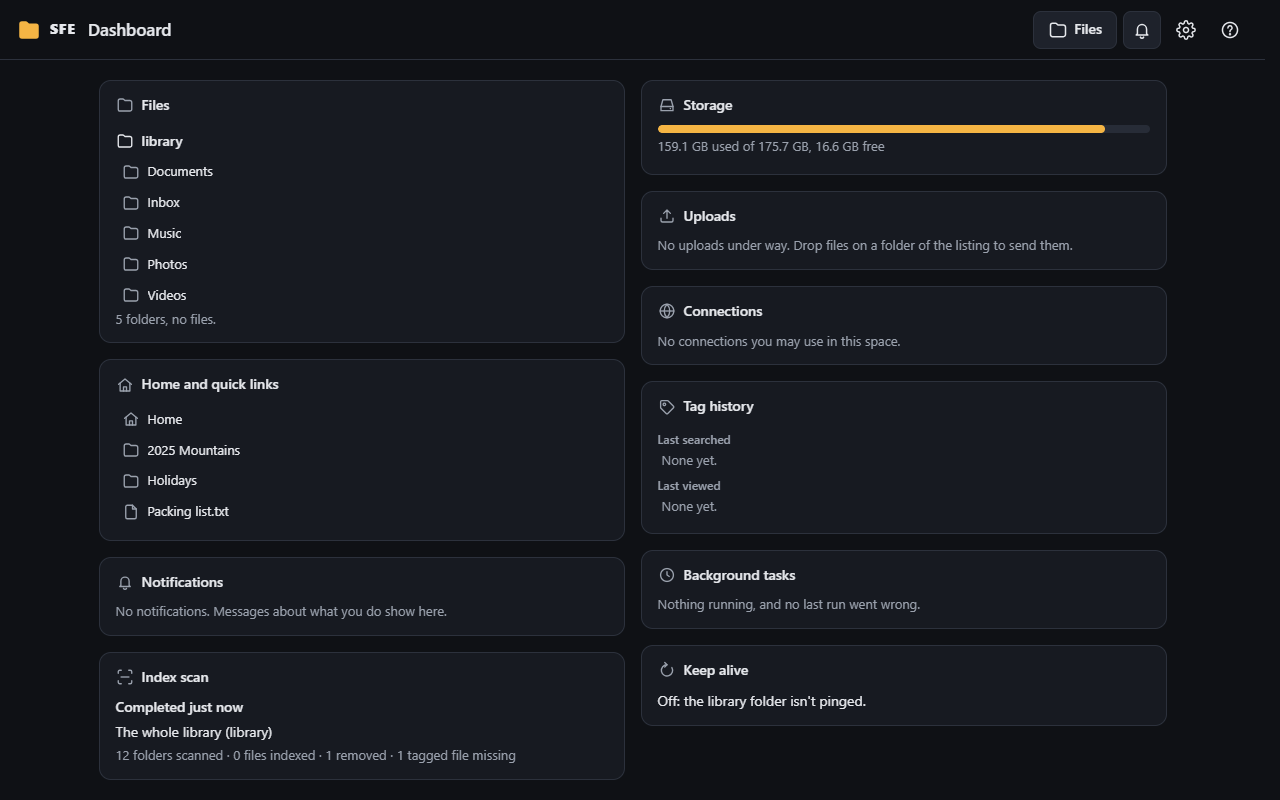 SFE Dashboard
Files
Files
library
Documents
Inbox
Music
Photos
Videos
5 folders, no files.
Home and quick links
Home
2025 Mountains
Holidays
Packing list.txt
Notifications
No notifications. Messages about what you do show here.
Index scan
Completed just now
The whole library (library)
12 folders scanned · 0 files indexed · 1 removed · 1 tagged file missing
Storage
159.1 GB used of 175.7 GB, 16.6 GB free
Uploads
No uploads under way. Drop files on a folder of the listing to send them.
Connections
No connections you may use in this space.
Tag history
Last searched
None yet.
Last viewed
None yet.
Background tasks
Nothing running, and no last run went wrong.
Keep alive
Off: the library folder isn't pinged.